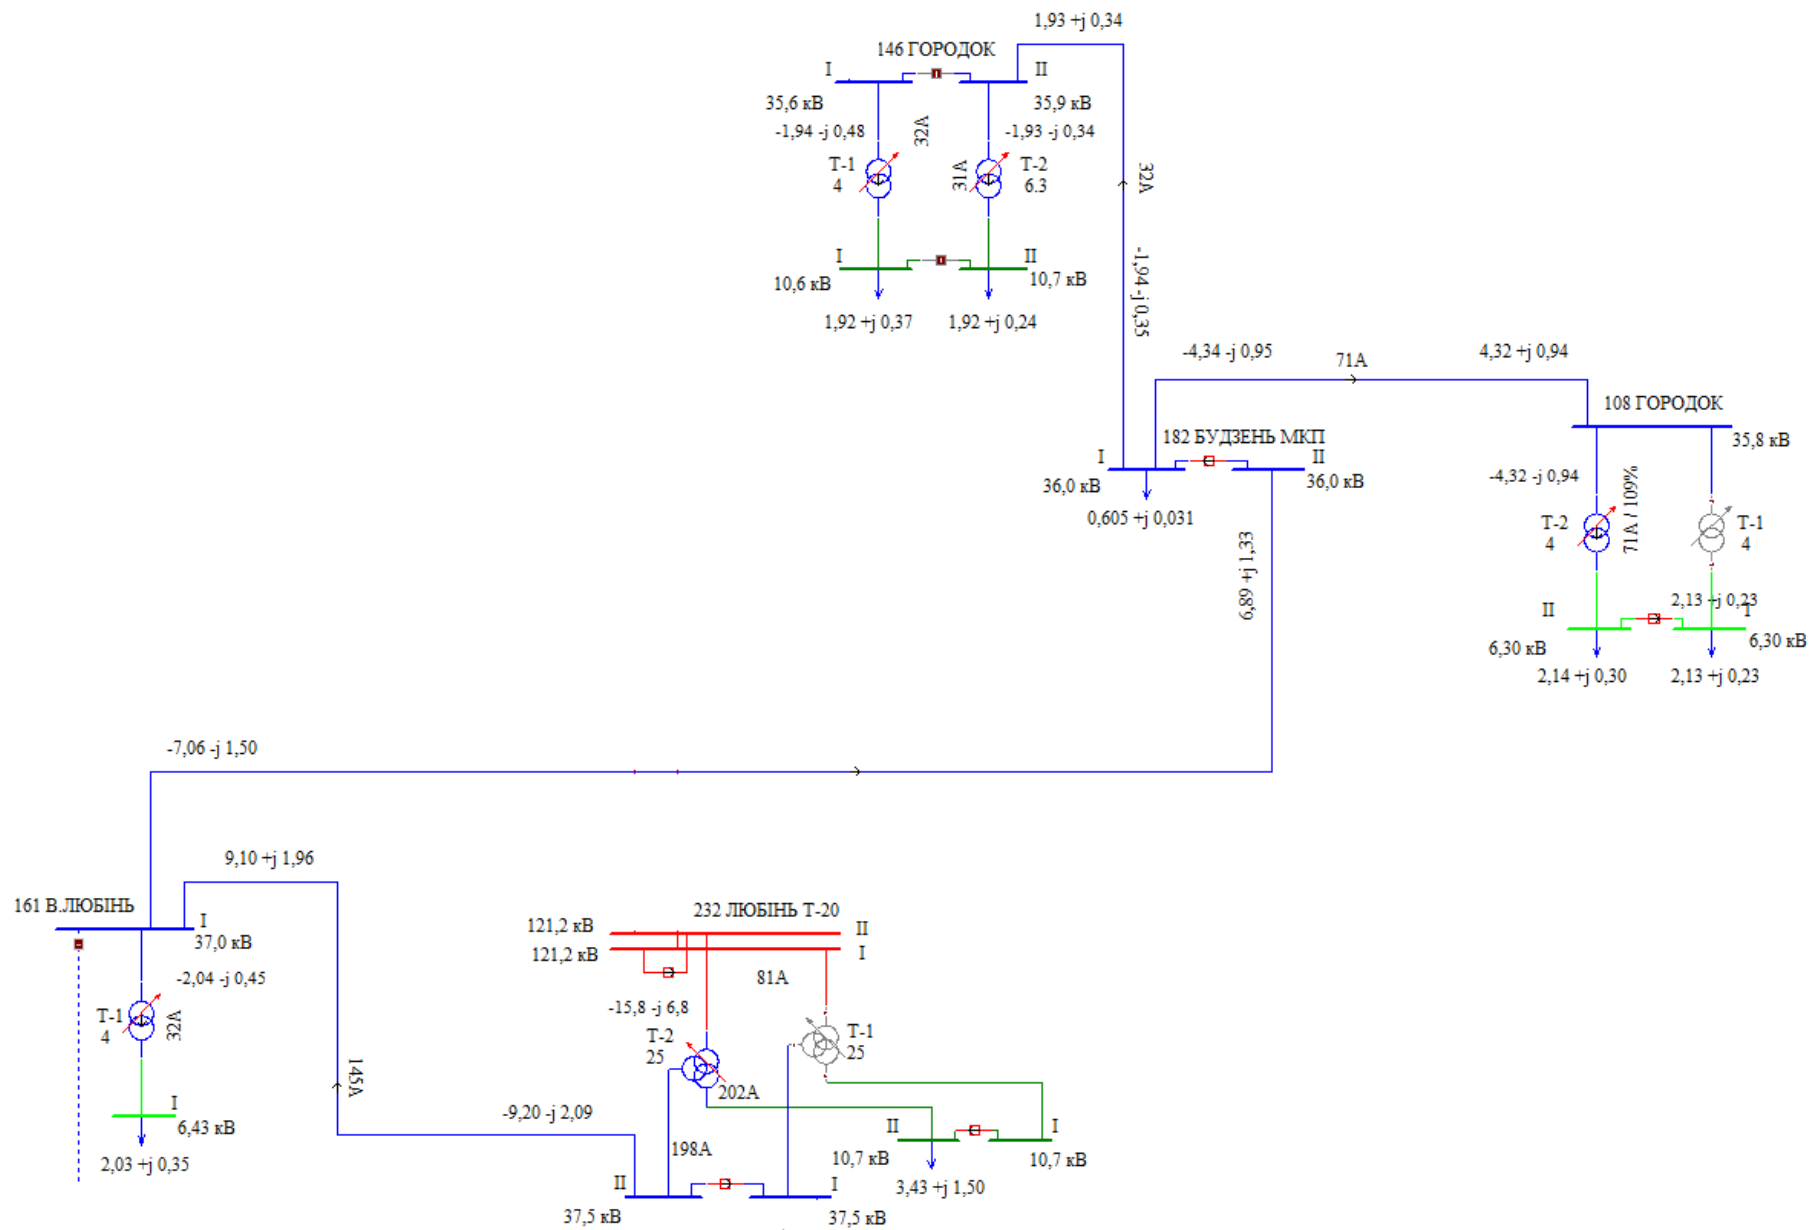 1,93 +j 0,34
146 ГОРОДОК
I
II
35,6 кВ
35,9 кВ
-1,94 -j 0,48
32А
-1,93 -j 0,34
Т-1
4
31А
Т-2
6.3
32А
-1,94 -j 0,35
I
II
10,6 кВ
10,7 кВ
1,92 +j 0,37
1,92 +j 0,24
-4,34 -j 0,95
71А
4,32 +j 0,94
108 ГОРОДОК
35,8 кВ
182 БУДЗЕНЬ МКП
I
II
36,0 кВ
36,0 кВ
0,605 +j 0,031
6,89 +j 1,33
-4,32 -j 0,94
Т-2
4
71А / 109%
Т-1
4
2,13 +j 0,23
II
I
6,30 кВ
6,30 кВ
2,14 +j 0,30
2,13 +j 0,23
-7,06 -j 1,50
9,10 +j 1,96
161 В.ЛЮБІНЬ
I
37,0 кВ
-2,04 -j 0,45
Т-1
4
32А
I
6,43 кВ
2,03 +j 0,35
145А
232 ЛЮБІНЬ Т-20
121,2 кВ
II
121,2 кВ
I
81А
-15,8 -j 6,8
Т-2
25
Т-1
25
202А
-9,20 -j 2,09
198А
II
I
10,7 кВ
10,7 кВ
3,43 +j 1,50
II
I
37,5 кВ
37,5 кВ